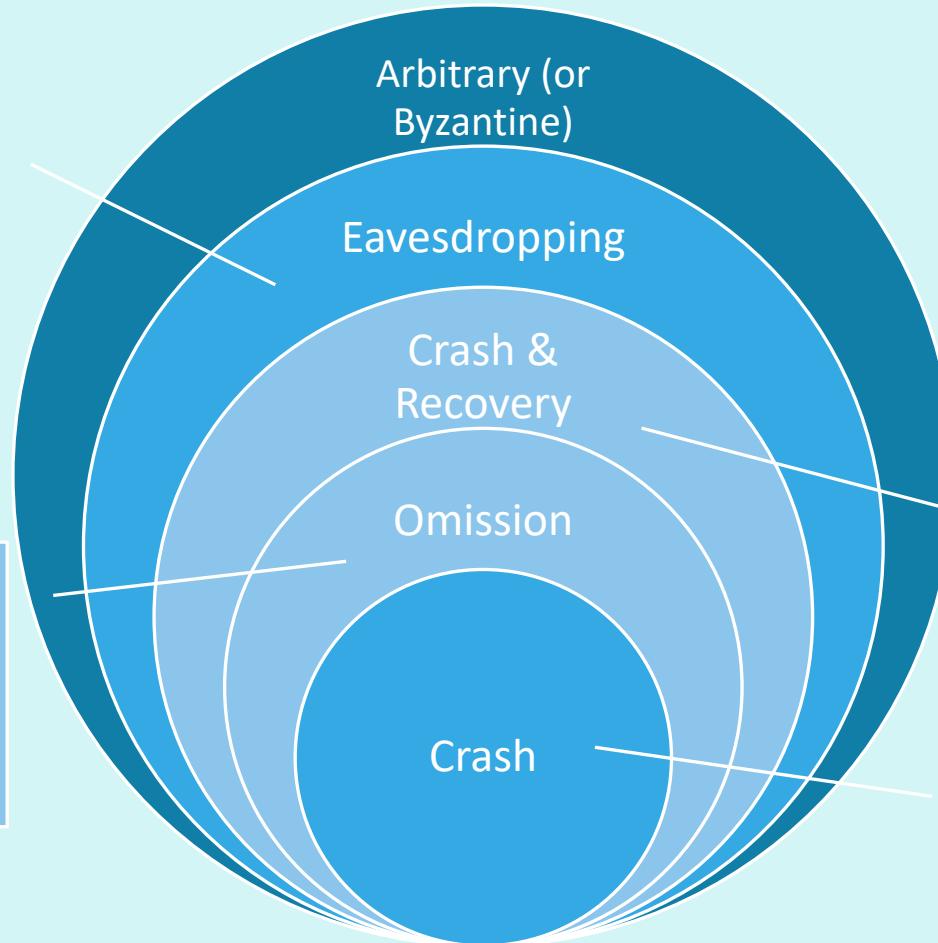 Arbitrary (or
Byzantine)
Eavesdropping
Crash &
Recovery
Omission
Crash